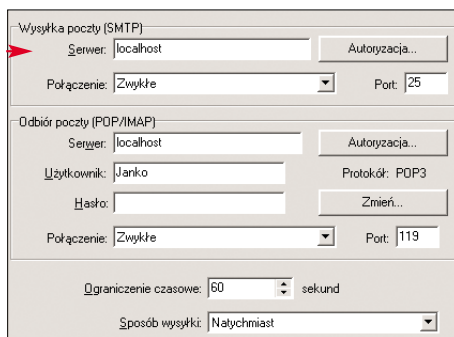 Wysyłka poczty (SMTP)
Serwer: localhost Autoryzacja...
Połączenie: Zwykłe Port: 25
Odbiór poczty (POP/IMAP)
Serwer: localhost Autoryzacja...
Użytkownik: Janko Protokół: POP3
Hasło: Zmień...
Połączenie: Zwykłe Port: 119
Ograniczenie czasowe: 60 sekund
Sposób wysyłki: Natychmiast